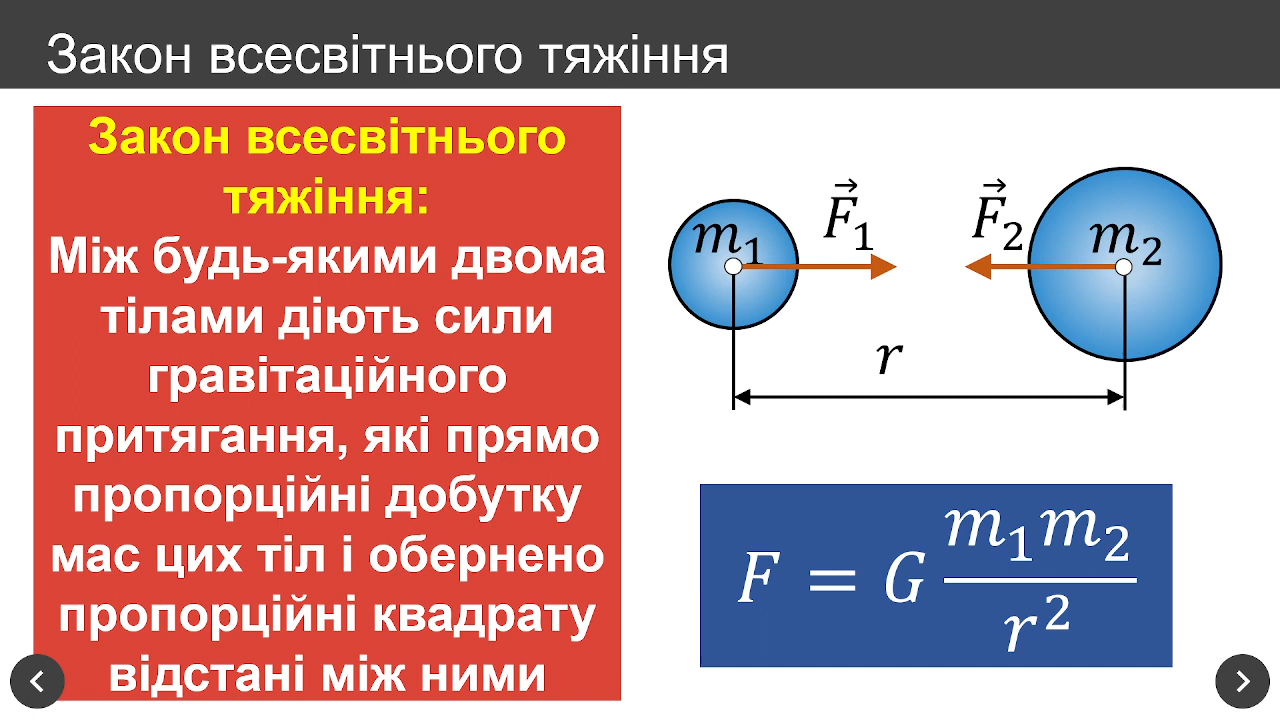 Закон всесвітнього тяжіння
Закон всесвітнього
тяжіння:
Між будь-якими двома
тілами діють сили
гравітаційного
притягання, які прямо
пропорційні добутку
мас цих тіл і обернено
пропорційні квадрату
відстані між ними
m₁ F⃗₁ F⃗₂ m₂
r
F = G m₁m₂ / r²